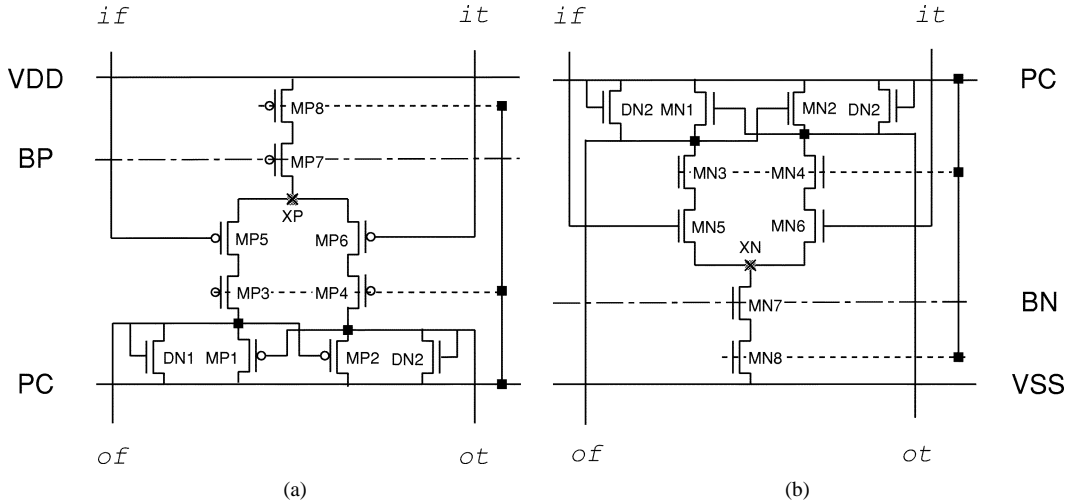 if
it
if
it
VDD
PC
MP8
DN2
MN1
MN2
DN2
BP
MP7
MN3
MN4
XP
MP5
MP6
MN5
MN6
XN
MP3
MP4
MN7
BN
DN1
MP1
MP2
DN2
MN8
PC
VSS
of
ot
of
ot
(a)
(b)